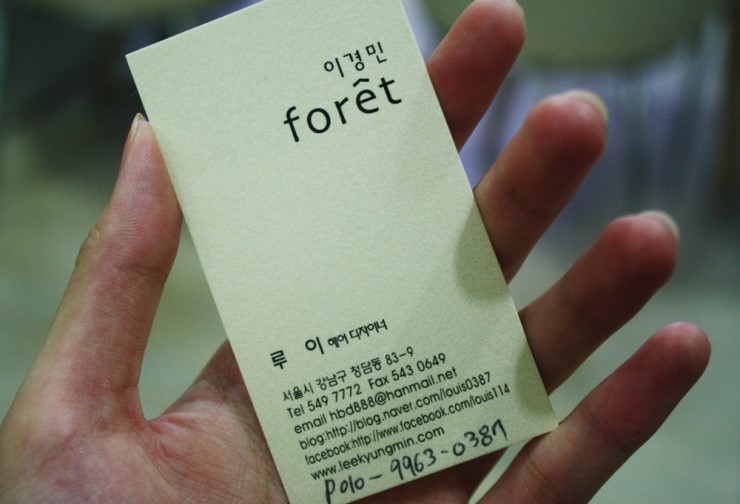 이경민
forêt
루 이 헤어 디자이너
서울시 강남구 청담동 83-9
Tel 549 7772 Fax 543 0649
email hbd888@hanmail.net
blog:http://blog.naver.com/louis0387
facebook:http://www.facebook.com/louis114
www.leekyungmin.com
polo-9963-0387